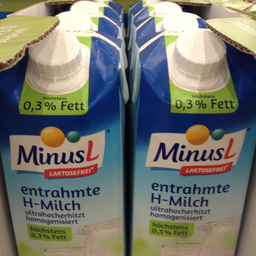 höchstens
0,3% Fett
MinusL
LAKTOSEFREI
entrahmte
H-Milch
ultrahocherhitzt
homogenisiert
höchstens
0,3% Fett
höchstens
0,3% Fett
MinusL
LAKTOSEFREI
entrahmte
H-Milch
ultrahocherhitzt
homogenisiert
höchstens
0,3% Fett